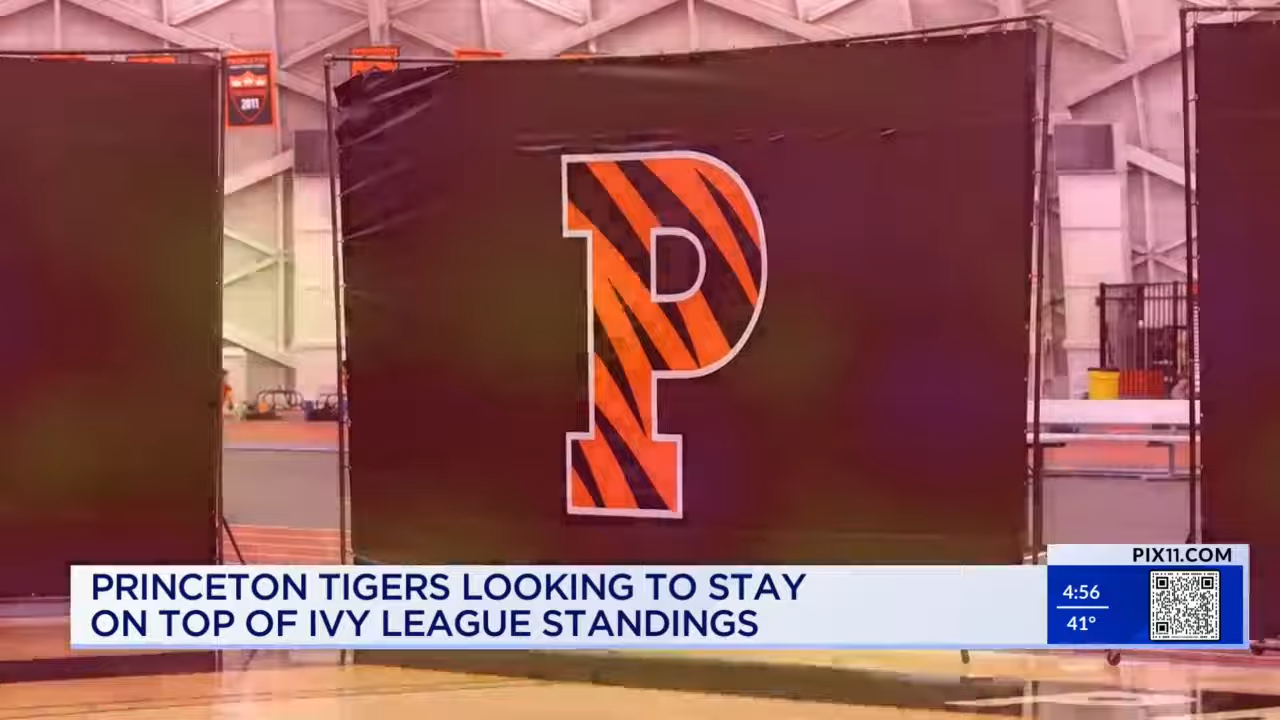 2011
P
PRINCETON TIGERS LOOKING TO STAY
ON TOP OF IVY LEAGUE STANDINGS
PIX11.COM
4:56
41°